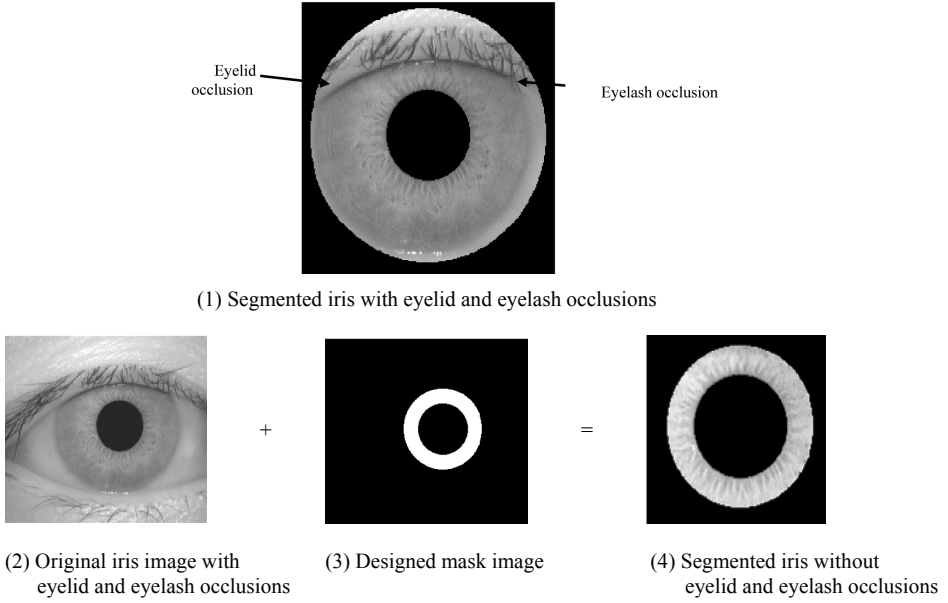 Eyelid
occlusion
Eyelash occlusion
(1) Segmented iris with eyelid and eyelash occlusions
+
=
(2) Original iris image with
eyelid and eyelash occlusions
(3) Designed mask image
(4) Segmented iris without
eyelid and eyelash occlusions